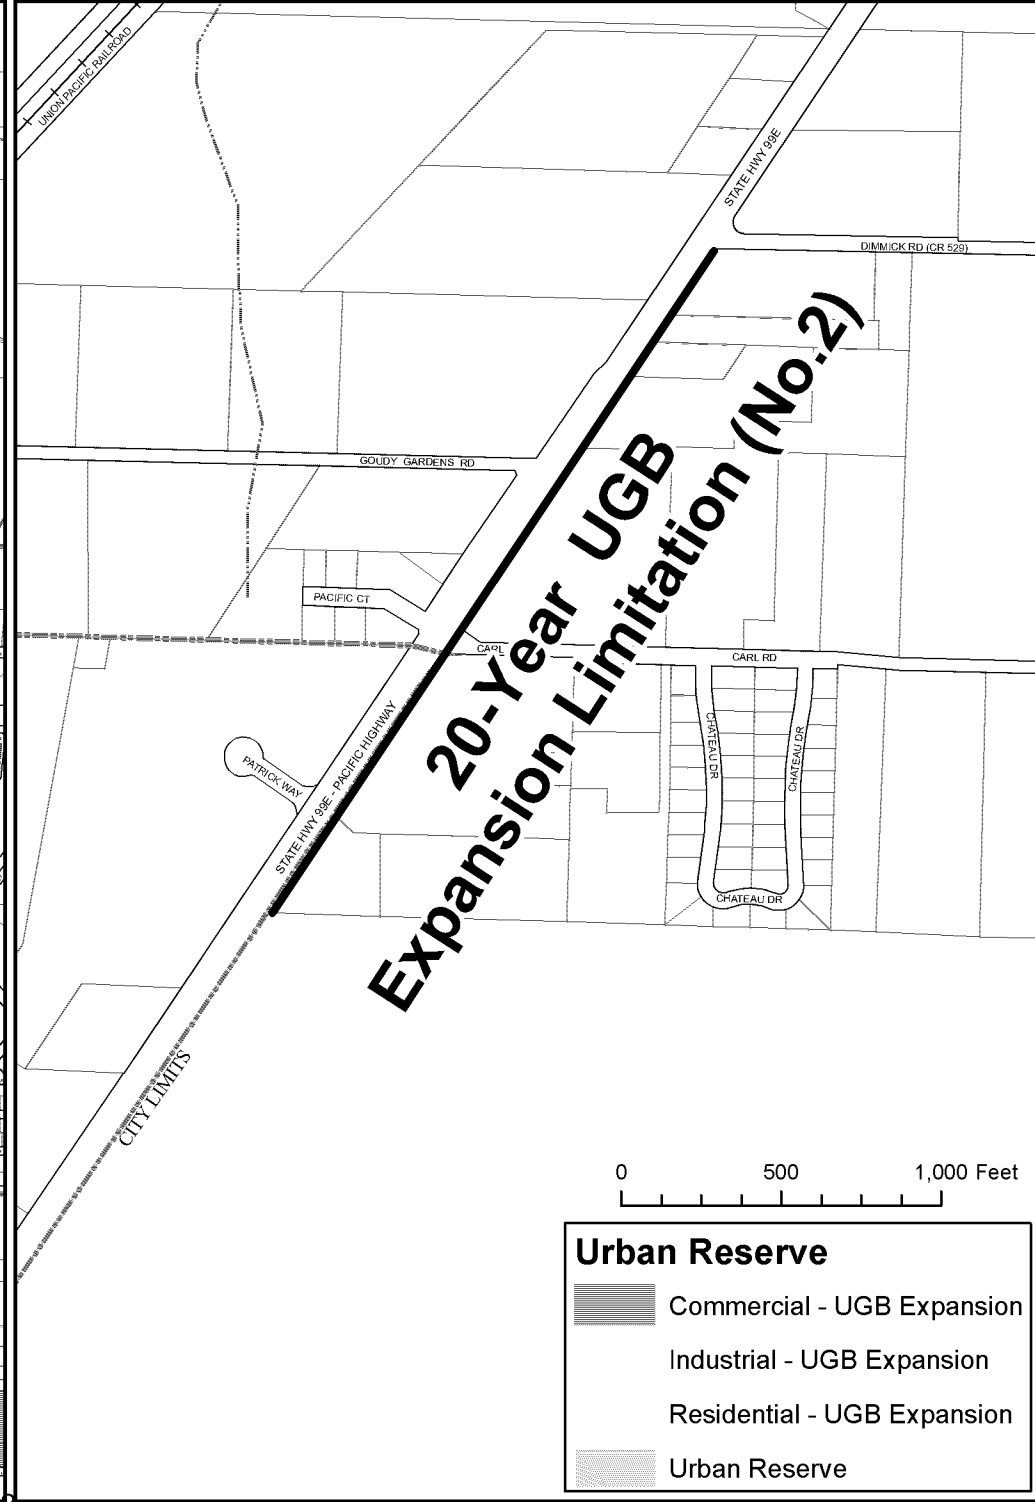 UNION PACIFIC RAILROAD
STATE HWY 99E
DIMMICK RD (CR 529)
20-Year UGB
Expansion Limitation (No.2)
GOUDY GARDENS RD
PACIFIC CT
CARL
CARL RD
STATE HWY 99E - PACIFIC HIGHWAY
PATRICK WAY
CHATEAU DR
CHATEAU DR
CHATEAU DR
CITY LIMITS
0 500 1,000 Feet
Urban Reserve
Commercial - UGB Expansion
Industrial - UGB Expansion
Residential - UGB Expansion
Urban Reserve